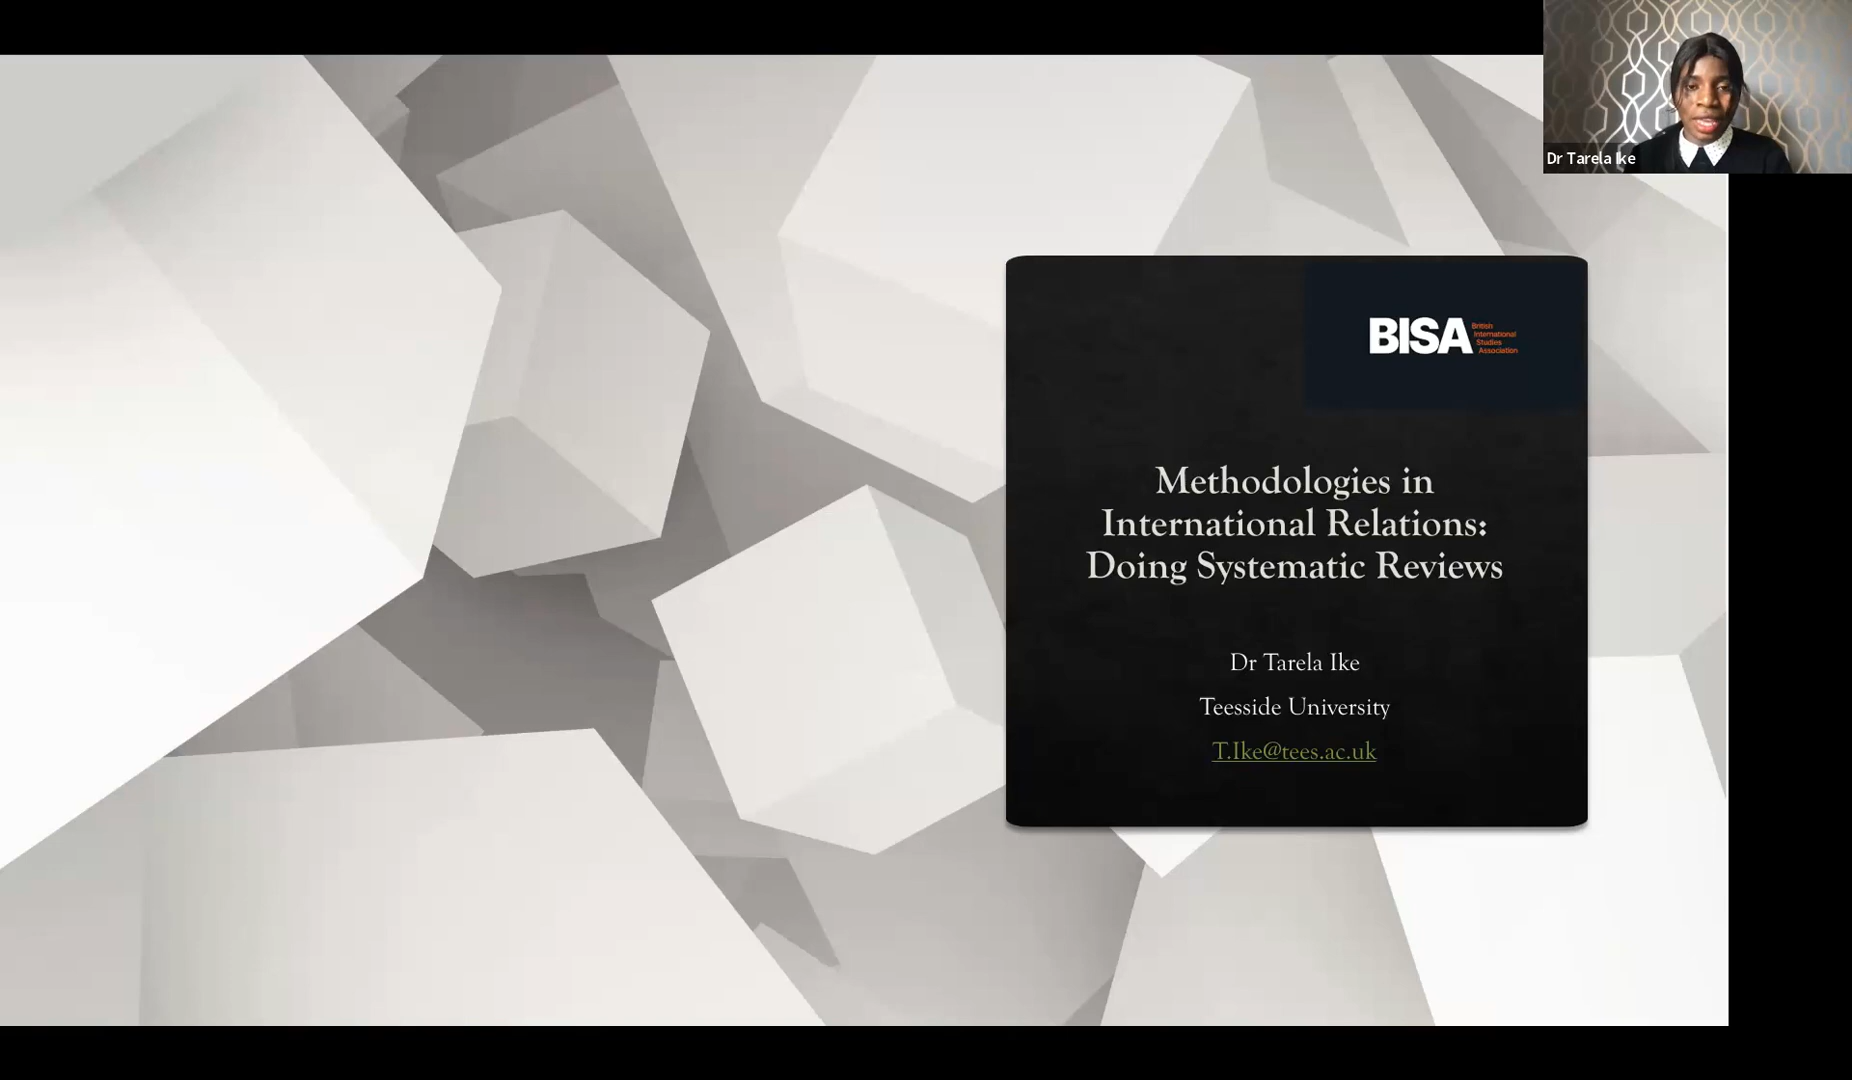 Dr Tarela Ike
BISA
British
International
Studies
Association
Methodologies in
International Relations:
Doing Systematic Reviews
Dr Tarela Ike
Teesside University
T.Ike@tees.ac.uk